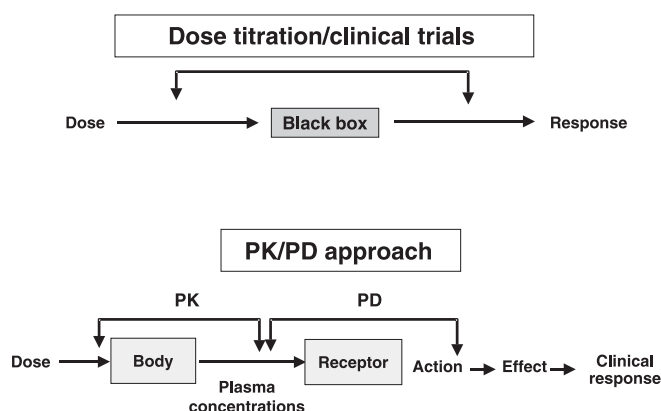 Dose titration/clinical trials
Dose
Black box
Response
PK/PD approach
PK
PD
Dose
Body
Receptor
Action
Effect
Clinical
response
Plasma
concentrations